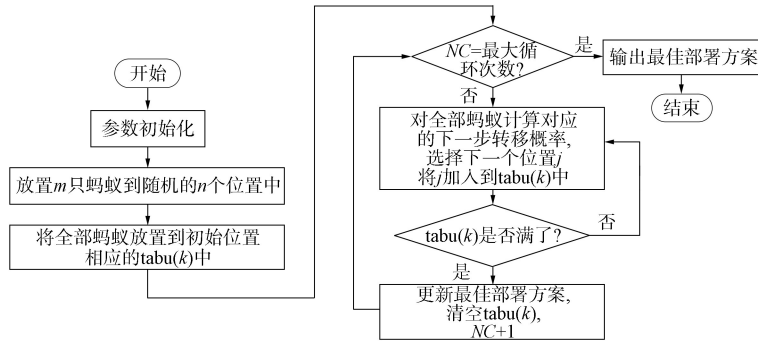 开始
参数初始化
放置m只蚂蚁到随机的n个位置中
将全部蚂蚁放置到初始位置
相应的tabu(k)中
NC=最大循
环次数?
是
输出最佳部署方案
结束
否
对全部蚂蚁计算对应
的下一步转移概率,
选择下一个位置j
将j加入到tabu(k)中
tabu(k)是否满了?
否
是
更新最佳部署方案,
清空tabu(k),
NC+1